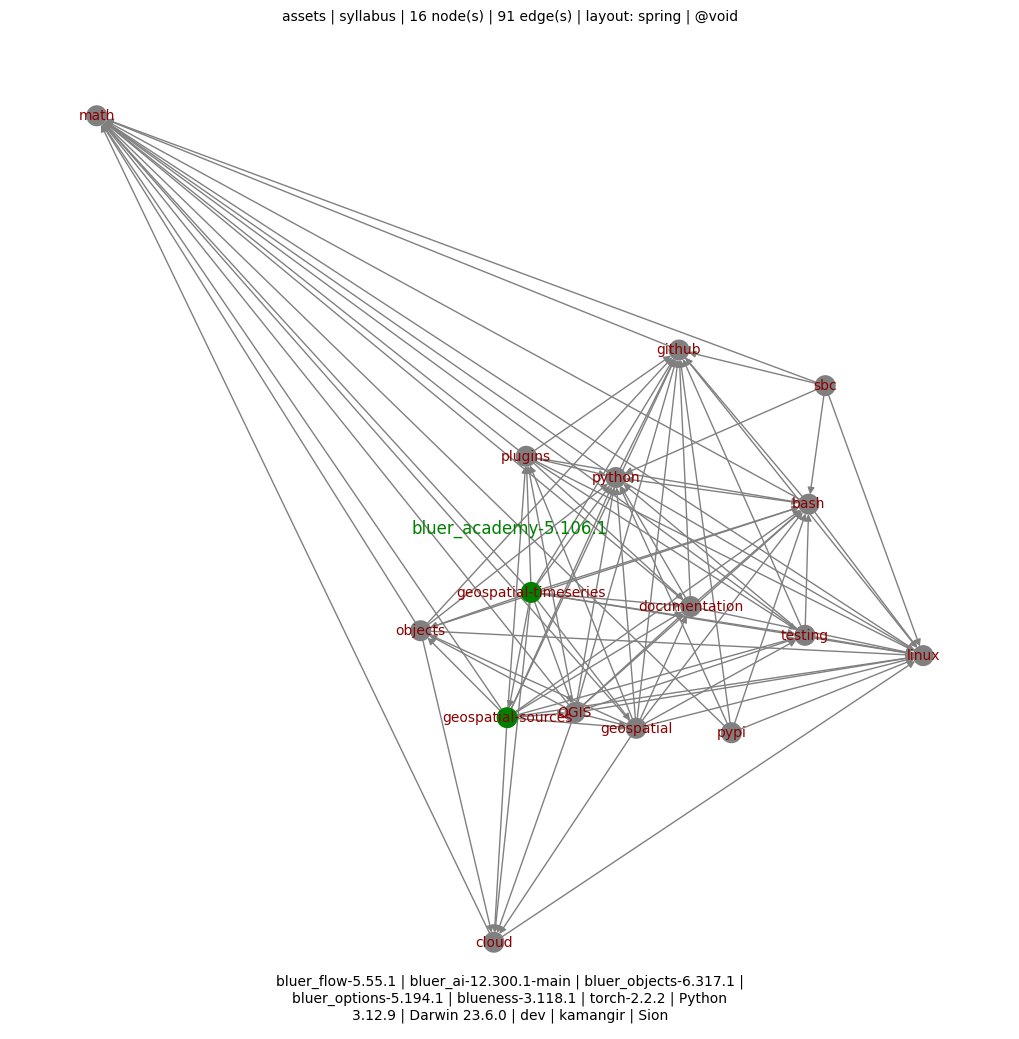 assets | syllabus | 16 node(s) | 91 edge(s) | layout: spring | @void
math
github
sbc
plugins
python
bash
bluer_academy-5.106.1
geospatial-timeseries
documentation
objects
testing
linux
geospatial-sources
QGIS
geospatial
pypi
cloud
bluer_flow-5.55.1 | bluer_ai-12.300.1-main | bluer_objects-6.317.1 |
bluer_options-5.194.1 | blueness-3.118.1 | torch-2.2.2 | Python
3.12.9 | Darwin 23.6.0 | dev | kamangir | Sion